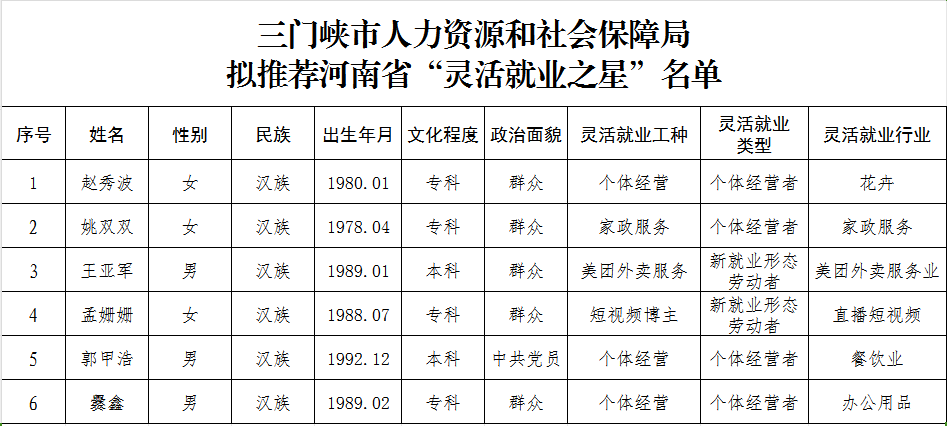 三门峡市人力资源和社会保障局
拟推荐河南省“灵活就业之星”名单
序号 姓名 性别 民族 出生年月 文化程度 政治面貌 灵活就业工种 灵活就业类型 灵活就业行业
1 赵秀波 女 汉族 1980.01 专科 群众 个体经营 个体经营者 花卉
2 姚双双 女 汉族 1978.04 专科 群众 家政服务 个体经营者 家政服务
3 王亚军 男 汉族 1989.01 本科 群众 美团外卖服务 新就业形态劳动者 美团外卖服务业
4 孟姗姗 女 汉族 1988.07 专科 群众 短视频博主 新就业形态劳动者 直播短视频
5 郭甲浩 男 汉族 1992.12 本科 中共党员 个体经营 个体经营者 餐饮业
6 爨鑫 男 汉族 1989.02 专科 群众 个体经营 个体经营者 办公用品